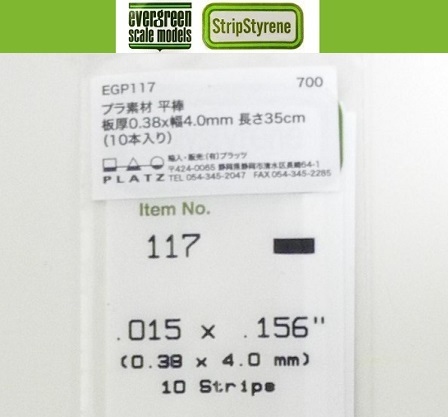 evergreen
scale models
StripStyrene
EGP117 700
プラ素材 平棒
板厚0.38x幅4.0mm 長さ35cm
(10本入り)
輸入・販売:(有)プラッツ
〒424-0065 静岡県静岡市清水区長崎54-1
PLATZ TEL 054-345-2047 FAX 054-345-2285
Item No.
117
.015 x .156"
(0.38 x 4.0 mm)
10 Strips